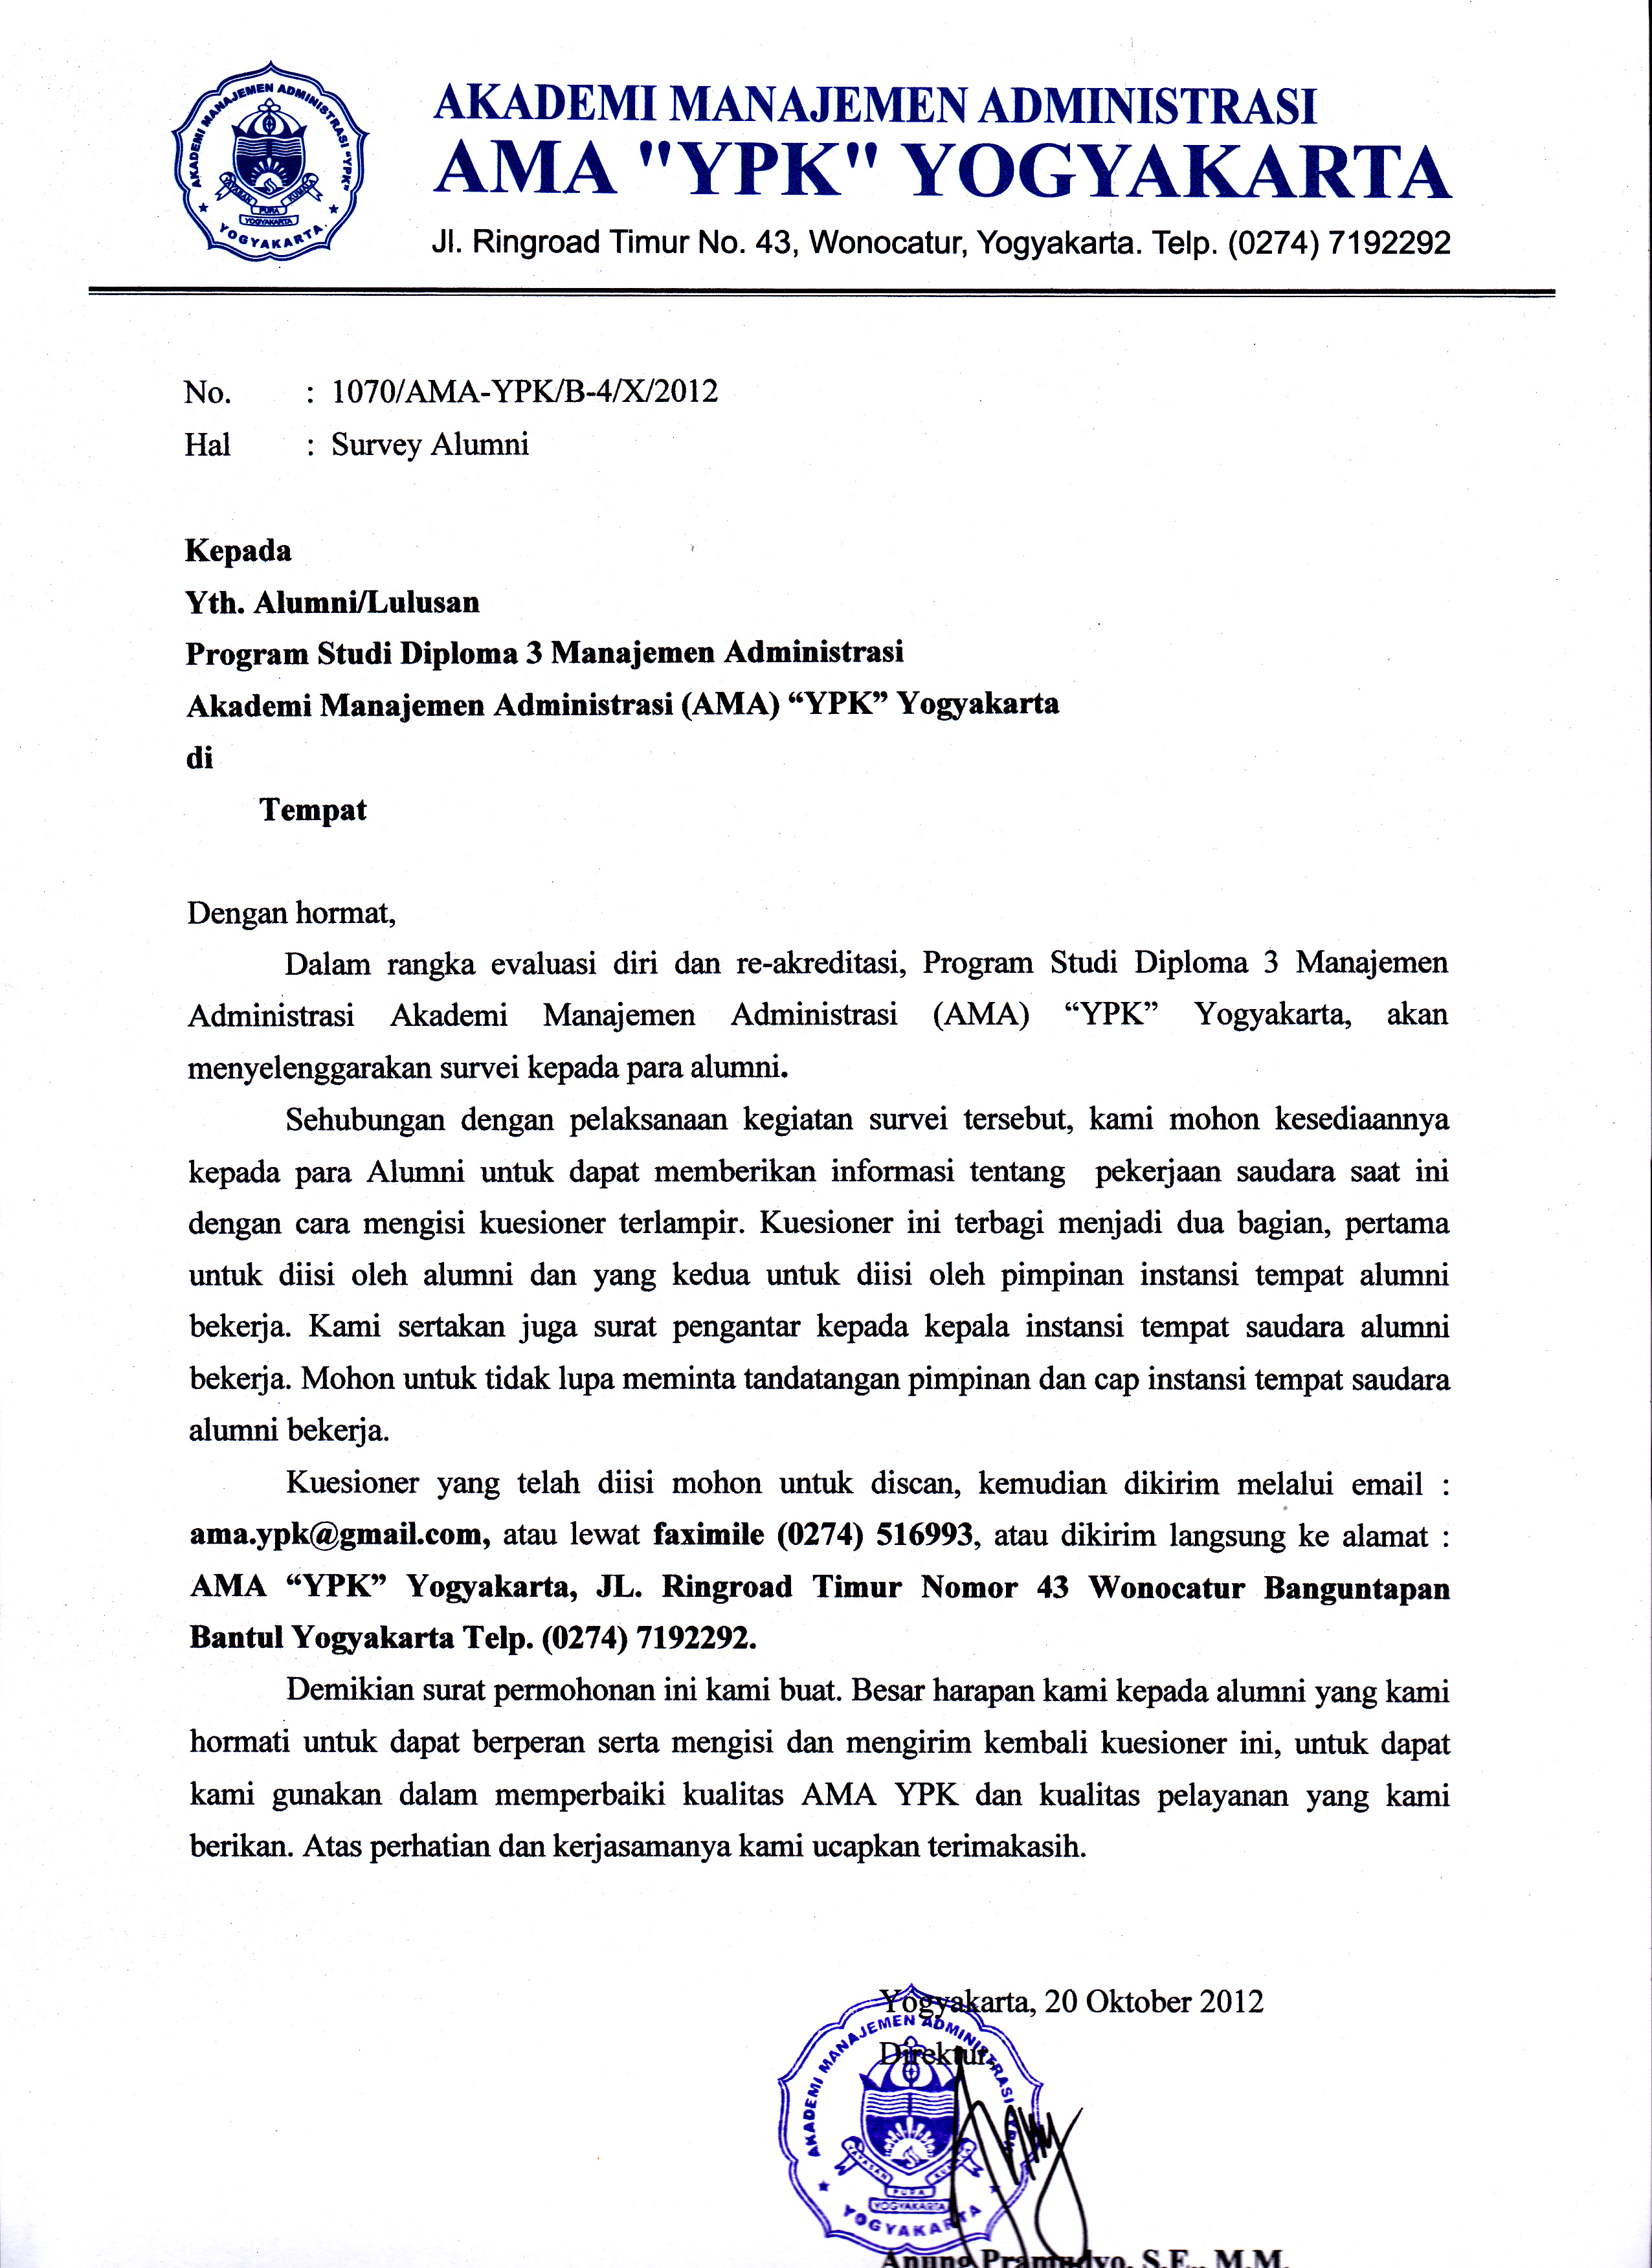 AKADEMI MANAJEMEN ADMINISTRASI "YPK"
YAYASAN PURA KUMALA
YOGYAKARTA
YOGYAKARTA
AKADEMI MANAJEMEN ADMINISTRASI
AMA "YPK" YOGYAKARTA
Jl. Ringroad Timur No. 43, Wonocatur, Yogyakarta. Telp. (0274) 7192292
No. : 1070/AMA-YPK/B-4/X/2012
Hal : Survey Alumni
Kepada
Yth. Alumni/Lulusan
Program Studi Diploma 3 Manajemen Administrasi
Akademi Manajemen Administrasi (AMA) “YPK” Yogyakarta
di
Tempat
Dengan hormat,
Dalam rangka evaluasi diri dan re-akreditasi, Program Studi Diploma 3 Manajemen
Administrasi Akademi Manajemen Administrasi (AMA) “YPK” Yogyakarta, akan
menyelenggarakan survei kepada para alumni.
Sehubungan dengan pelaksanaan kegiatan survei tersebut, kami mohon kesediaannya
kepada para Alumni untuk dapat memberikan informasi tentang pekerjaan saudara saat ini
dengan cara mengisi kuesioner terlampir. Kuesioner ini terbagi menjadi dua bagian, pertama
untuk diisi oleh alumni dan yang kedua untuk diisi oleh pimpinan instansi tempat alumni
bekerja. Kami sertakan juga surat pengantar kepada kepala instansi tempat saudara alumni
bekerja. Mohon untuk tidak lupa meminta tandatangan pimpinan dan cap instansi tempat saudara
alumni bekerja.
Kuesioner yang telah diisi mohon untuk discan, kemudian dikirim melalui email :
ama.ypk@gmail.com, atau lewat faximile (0274) 516993, atau dikirim langsung ke alamat :
AMA “YPK” Yogyakarta, JL. Ringroad Timur Nomor 43 Wonocatur Banguntapan
Bantul Yogyakarta Telp. (0274) 7192292.
Demikian surat permohonan ini kami buat. Besar harapan kami kepada alumni yang kami
hormati untuk dapat berperan serta mengisi dan mengirim kembali kuesioner ini, untuk dapat
kami gunakan dalam memperbaiki kualitas AMA YPK dan kualitas pelayanan yang kami
berikan. Atas perhatian dan kerjasamanya kami ucapkan terimakasih.
Yogyakarta, 20 Oktober 2012
Direktur,
AKADEMI MANAJEMEN ADMINISTRASI "YPK"
YAYASAN PURA
YOGYAKARTA
YOGYAKARTA
Anung Pramudyo, S.E., M.M.